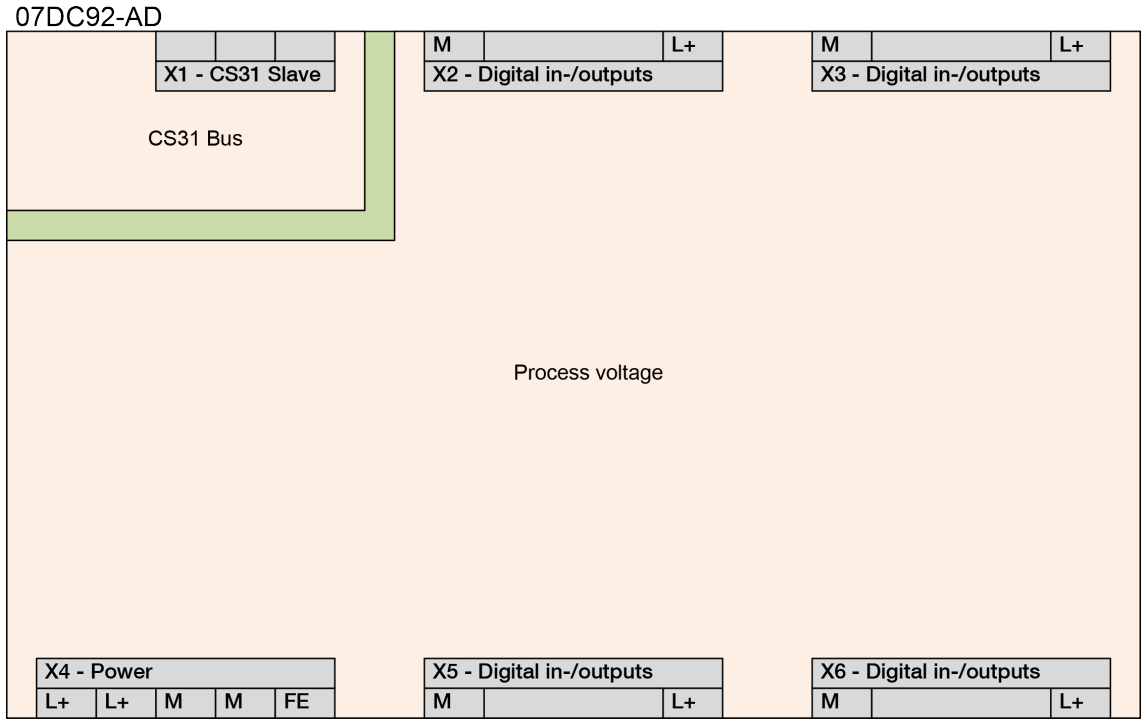 07DC92-AD
M L+ M L+
X1 - CS31 Slave X2 - Digital in-/outputs X3 - Digital in-/outputs
CS31 Bus
Process voltage
X4 - Power X5 - Digital in-/outputs X6 - Digital in-/outputs
L+ L+ M M FE M L+ M L+